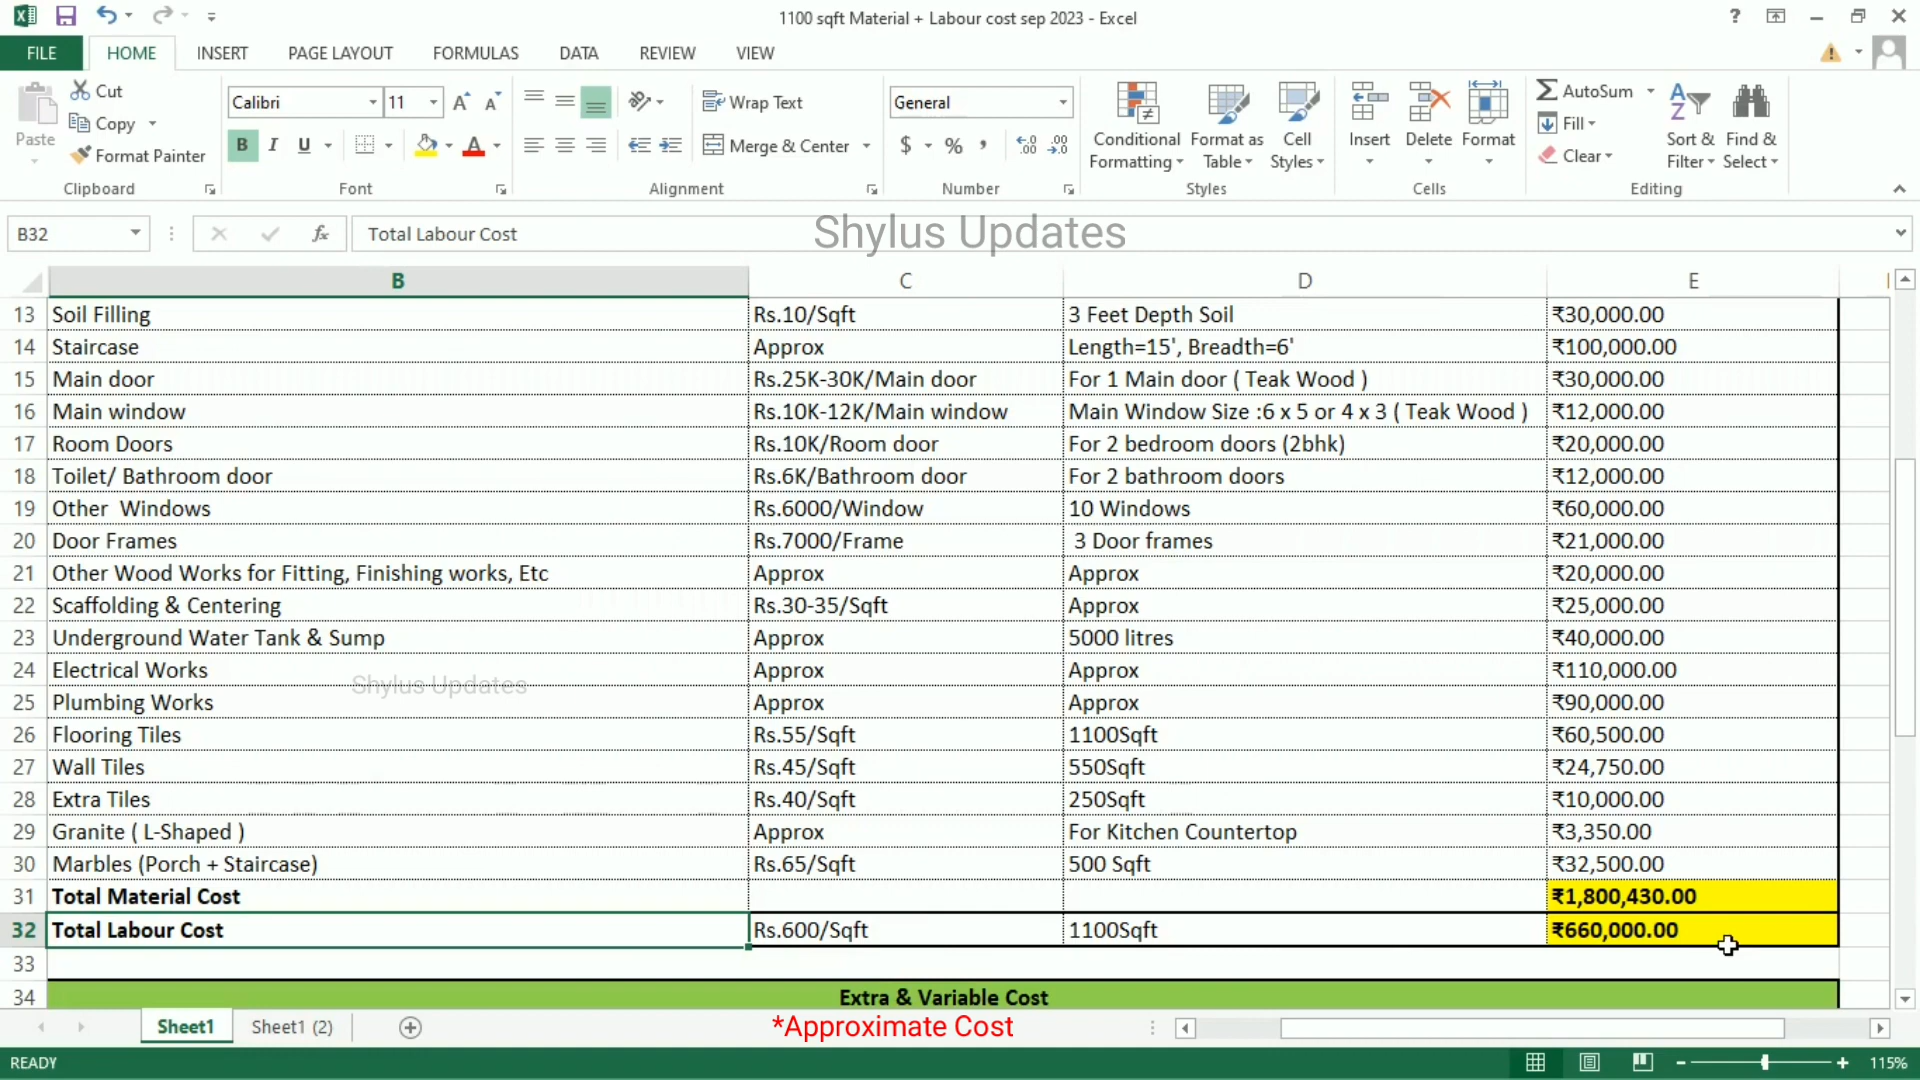 1100 sqft Material + Labour cost sep 2023 - Excel
?
FILE HOME INSERT PAGE LAYOUT FORMULAS DATA REVIEW VIEW
Paste
Cut
Copy
Format Painter
Clipboard
Calibri 11
B I U
Font
Wrap Text
Merge & Center
Alignment
General
$ % ,
Number
Conditional Formatting
Format as Table
Cell Styles
Styles
Insert Delete Format
Cells
AutoSum
Fill
Clear
Sort & Filter
Find & Select
Editing
B32 fx Total Labour Cost
Shylus Updates
B C D E
13 Soil Filling Rs.10/Sqft 3 Feet Depth Soil ₹30,000.00
14 Staircase Approx Length=15', Breadth=6' ₹100,000.00
15 Main door Rs.25K-30K/Main door For 1 Main door ( Teak Wood ) ₹30,000.00
16 Main window Rs.10K-12K/Main window Main Window Size :6 x 5 or 4 x 3 ( Teak Wood ) ₹12,000.00
17 Room Doors Rs.10K/Room door For 2 bedroom doors (2bhk) ₹20,000.00
18 Toilet/ Bathroom door Rs.6K/Bathroom door For 2 bathroom doors ₹12,000.00
19 Other  Windows Rs.6000/Window 10 Windows ₹60,000.00
20 Door Frames Rs.7000/Frame 3 Door frames ₹21,000.00
21 Other Wood Works for Fitting, Finishing works, Etc Approx Approx ₹20,000.00
22 Scaffolding & Centering Rs.30-35/Sqft Approx ₹25,000.00
23 Underground Water Tank & Sump Approx 5000 litres ₹40,000.00
24 Electrical Works Approx Approx ₹110,000.00
Shylus Updates
25 Plumbing Works Approx Approx ₹90,000.00
26 Flooring Tiles Rs.55/Sqft 1100Sqft ₹60,500.00
27 Wall Tiles Rs.45/Sqft 550Sqft ₹24,750.00
28 Extra Tiles Rs.40/Sqft 250Sqft ₹10,000.00
29 Granite ( L-Shaped ) Approx For Kitchen Countertop ₹3,350.00
30 Marbles (Porch + Staircase) Rs.65/Sqft 500 Sqft ₹32,500.00
31 Total Material Cost ₹1,800,430.00
32 Total Labour Cost Rs.600/Sqft 1100Sqft ₹660,000.00
33
34 Extra & Variable Cost
Sheet1 Sheet1 (2)
*Approximate Cost
READY 115%